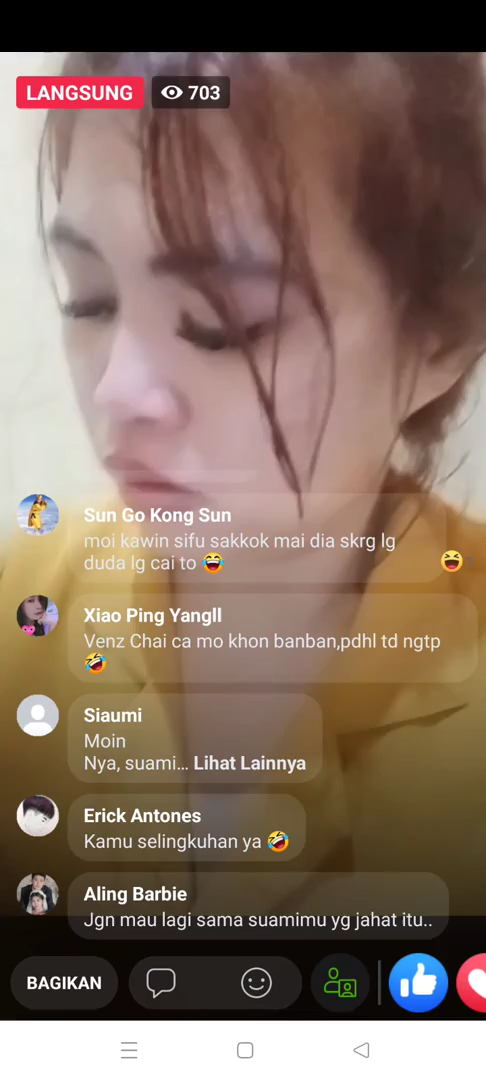 LANGSUNG 703
Sun Go Kong Sun
moi kawin sifu sakkok mai dia skrg lg
duda lg cai to 😂
Xiao Ping Yangll
Venz Chai ca mo khon banban,pdhl td ngtp
🤣
Siaumi
Moin
Nya, suami... Lihat Lainnya
Erick Antones
Kamu selingkuhan ya 🤣
Aling Barbie
Jgn mau lagi sama suamimu yg jahat itu..
BAGIKAN